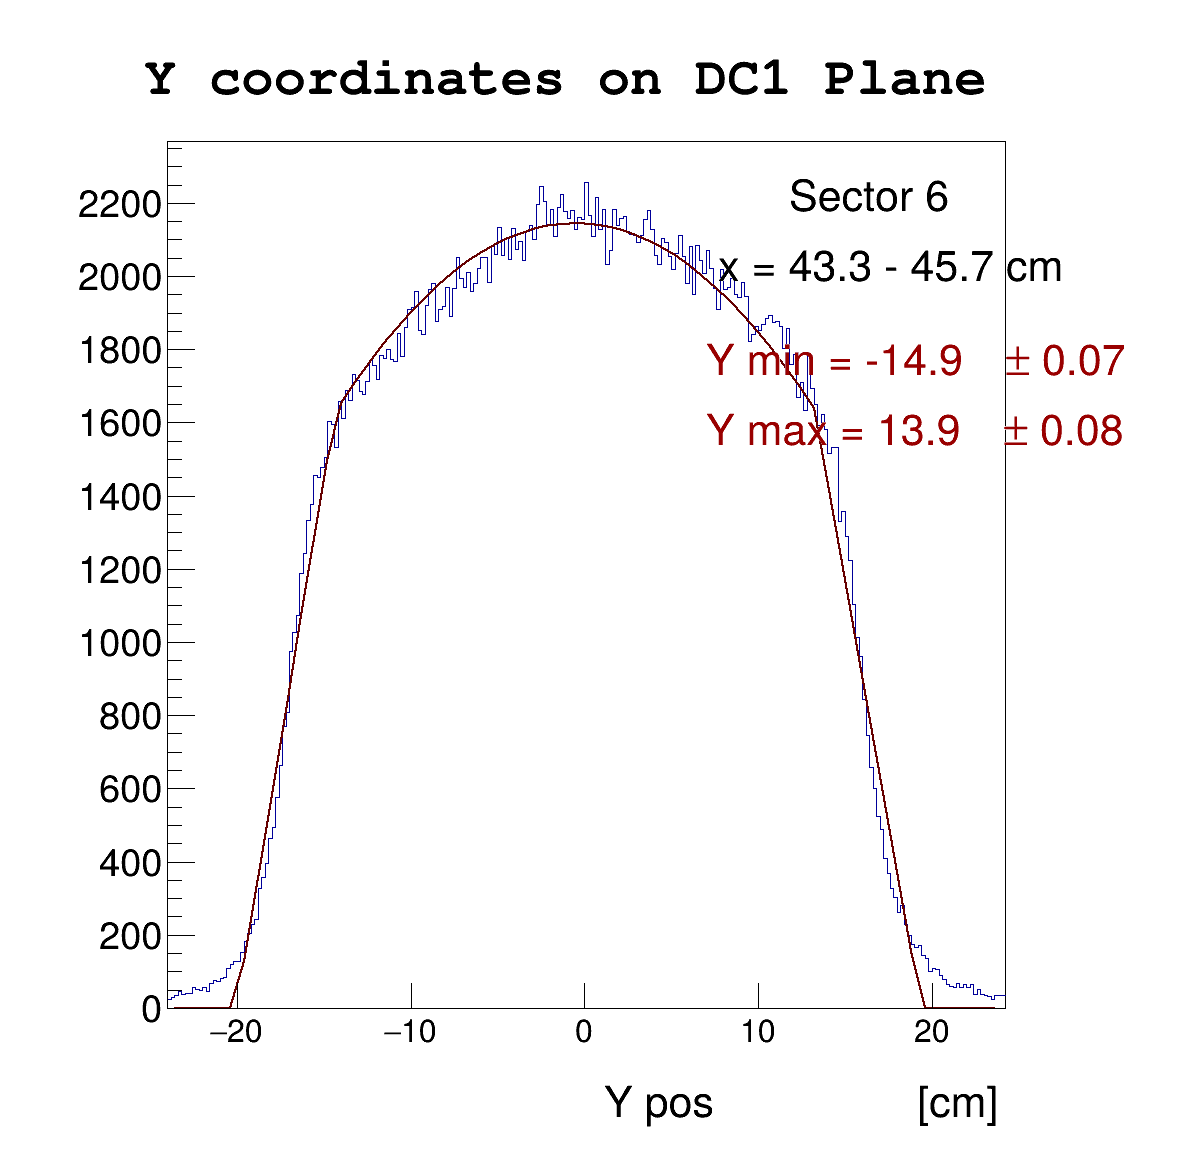 Y coordinates on DC1 Plane
Sector 6
x = 43.3 - 45.7 cm
Y min = -14.9 ± 0.07
Y max = 13.9 ± 0.08
2200
2000
1800
1600
1400
1200
1000
800
600
400
200
0
−20 −10 0 10 20
Y pos [cm]